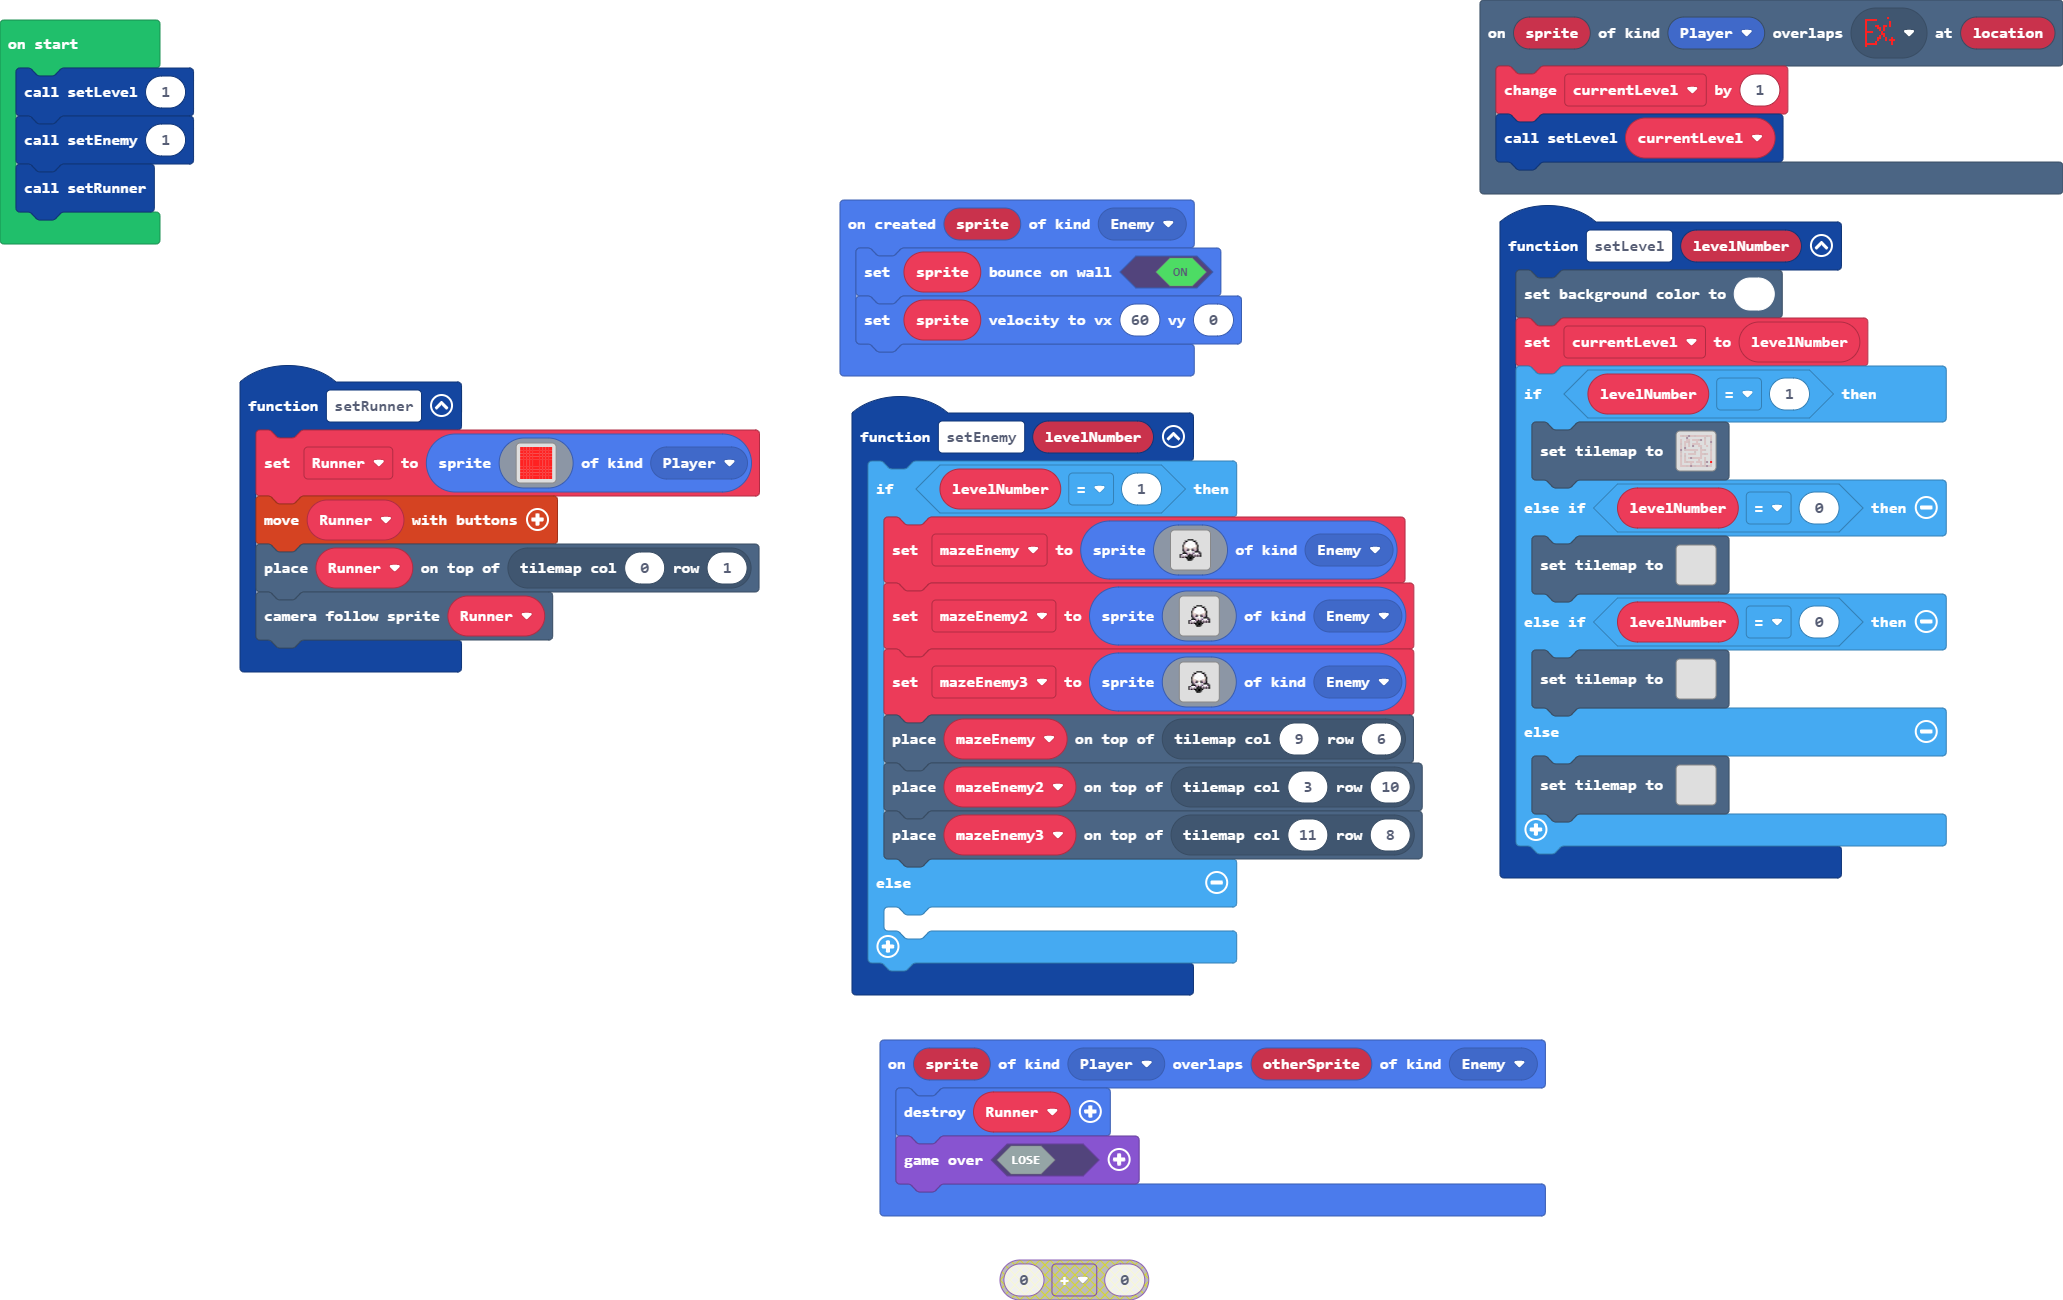 on start
call setLevel 1
call setEnemy 1
call setRunner
function setRunner
set Runner to sprite of kind Player
move Runner with buttons
place Runner on top of tilemap col 0 row 1
camera follow sprite Runner
on created sprite of kind Enemy
set sprite bounce on wall ON
set sprite velocity to vx 60 vy 0
function setEnemy levelNumber
if levelNumber = 1 then
set mazeEnemy to sprite of kind Enemy
set mazeEnemy2 to sprite of kind Enemy
set mazeEnemy3 to sprite of kind Enemy
place mazeEnemy on top of tilemap col 9 row 6
place mazeEnemy2 on top of tilemap col 3 row 10
place mazeEnemy3 on top of tilemap col 11 row 8
else
on sprite of kind Player overlaps otherSprite of kind Enemy
destroy Runner
game over LOSE
0 + 0
on sprite of kind Player overlaps at location
change currentLevel by 1
call setLevel currentLevel
function setLevel levelNumber
set background color to
set currentLevel to levelNumber
if levelNumber = 1 then
set tilemap to
else if levelNumber = 0 then
set tilemap to
else if levelNumber = 0 then
set tilemap to
else
set tilemap to